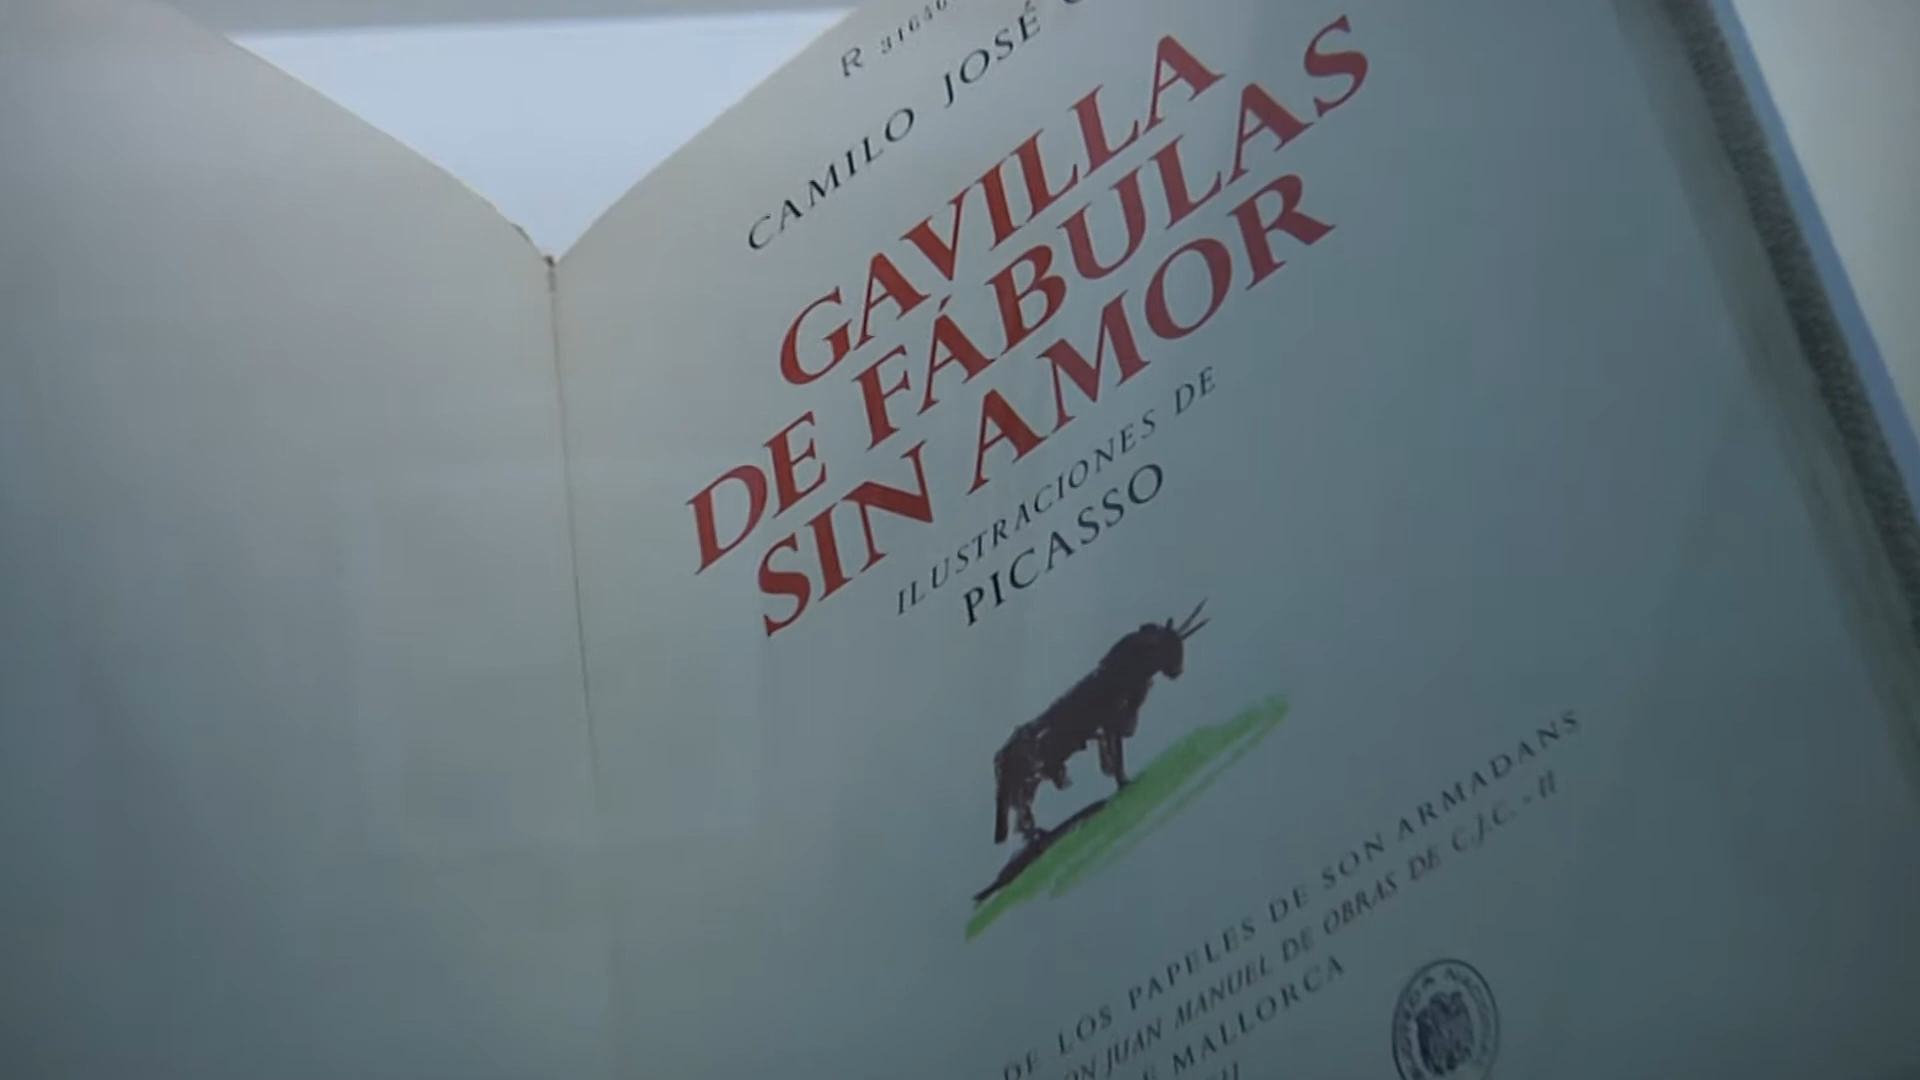 CAMILO JOSÉ
GAVILLA
DE FÁBULAS
SIN AMOR
ILUSTRACIONES DE
PICASSO
DE LOS PAPELES DE SON ARMADANS
JUAN MANUEL DE OBRAS DE C.J.C. - II
MALLORCA